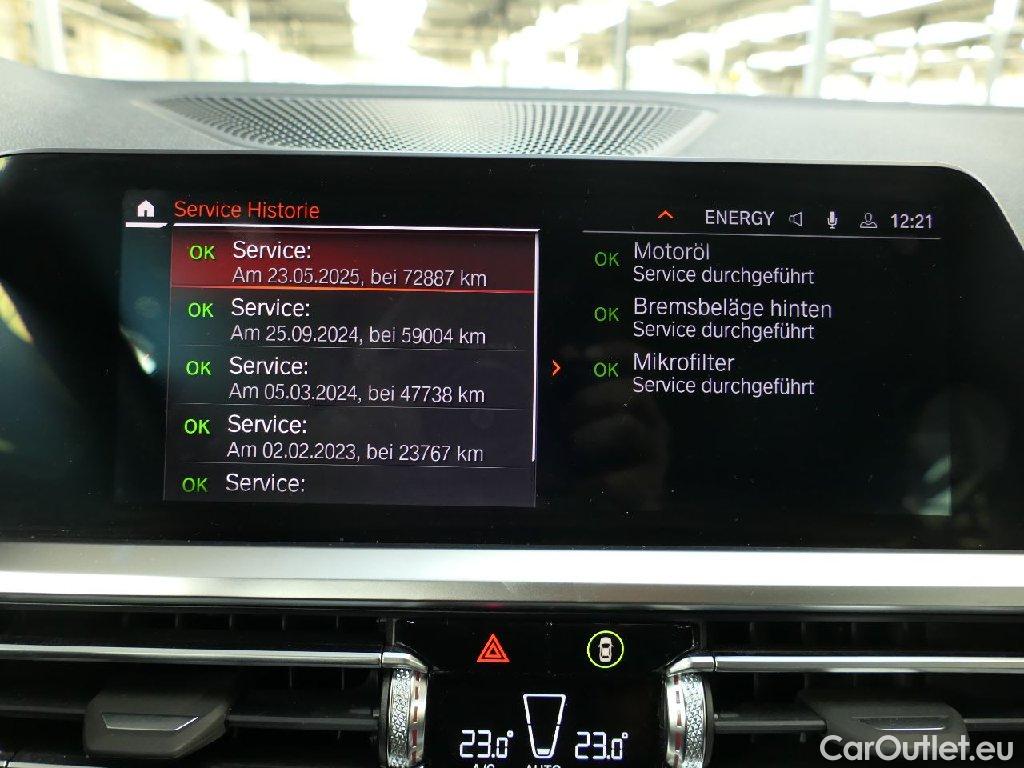 Service Historie
ENERGY
12:21
OK Service:
Am 23.05.2025, bei 72887 km
OK Service:
Am 25.09.2024, bei 59004 km
OK Service:
Am 05.03.2024, bei 47738 km
OK Service:
Am 02.02.2023, bei 23767 km
OK Service:
OK Motoröl
Service durchgeführt
OK Bremsbeläge hinten
Service durchgeführt
OK Mikrofilter
Service durchgeführt
23.0° 23.0°
A/C AUTO
CarOutlet.eu